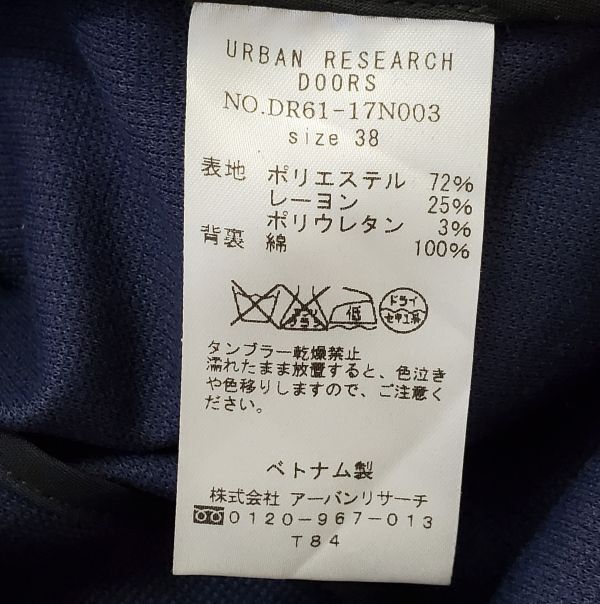 URBAN RESEARCH
DOORS
NO.DR61-17N003
size 38
表地 ポリエステル 72%
レーヨン 25%
ポリウレタン 3%
背裏 綿 100%
低 ドライ
セキユ系
タンブラー乾燥禁止
濡れたまま放置すると、色泣き
や色移りしますので、ご注意く
ださい。
ベトナム製
株式会社 アーバンリサーチ
0120-967-013
T84